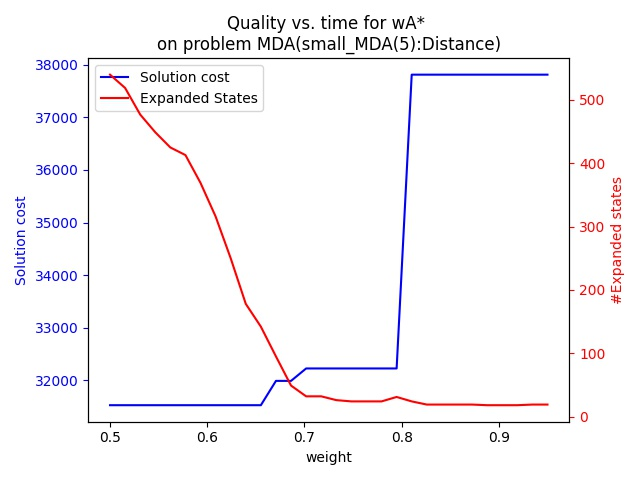 Quality vs. time for wA*
on problem MDA(small_MDA(5):Distance)
Solution cost
Expanded States
38000
37000
36000
35000
34000
33000
32000
Solution cost
500
400
300
200
100
0
#Expanded states
0.5
0.6
0.7
0.8
0.9
weight